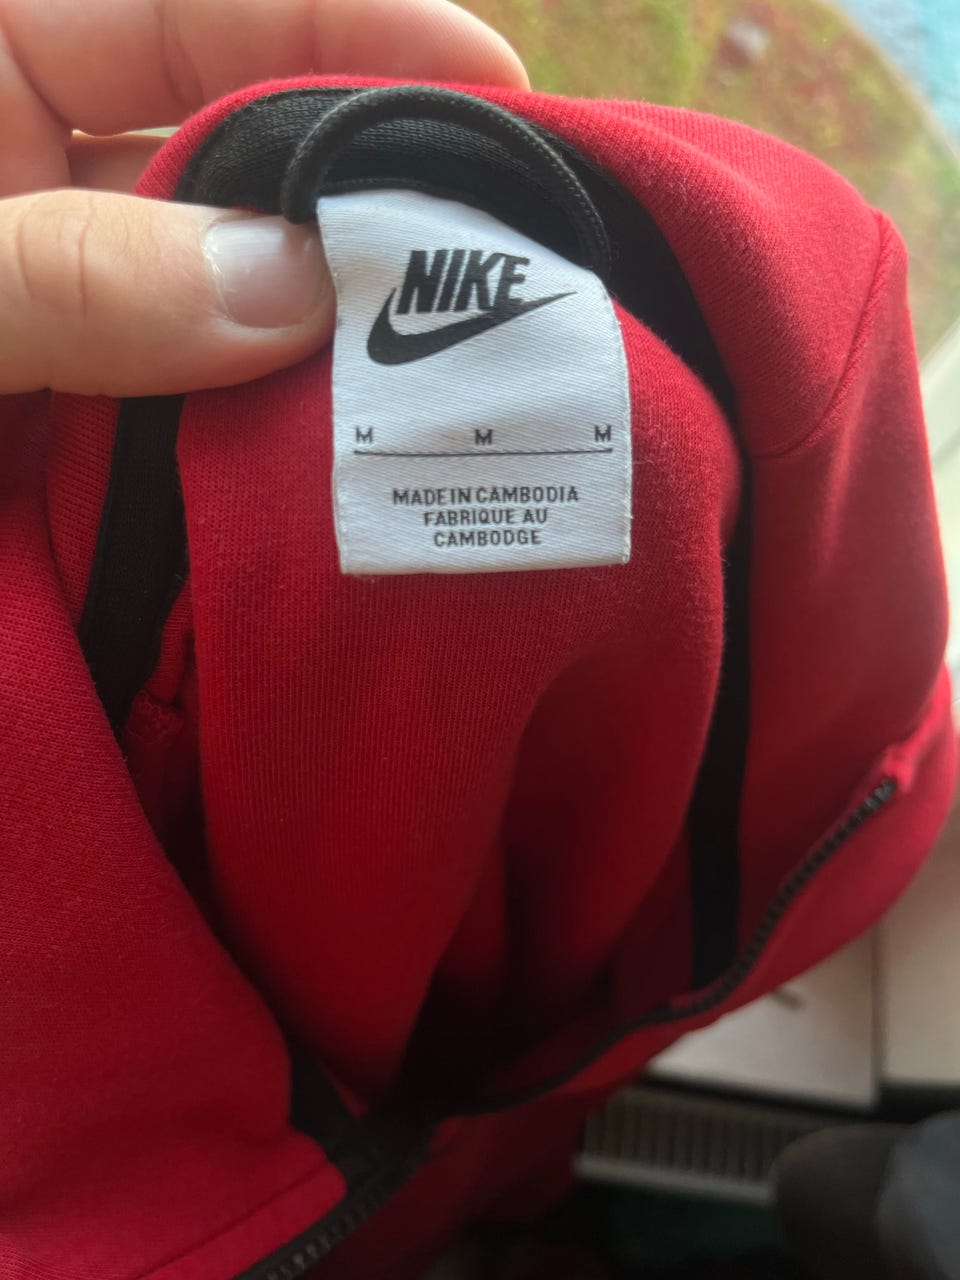 NIKE
M M M
MADE IN CAMBODIA
FABRIQUE AU
CAMBODGE